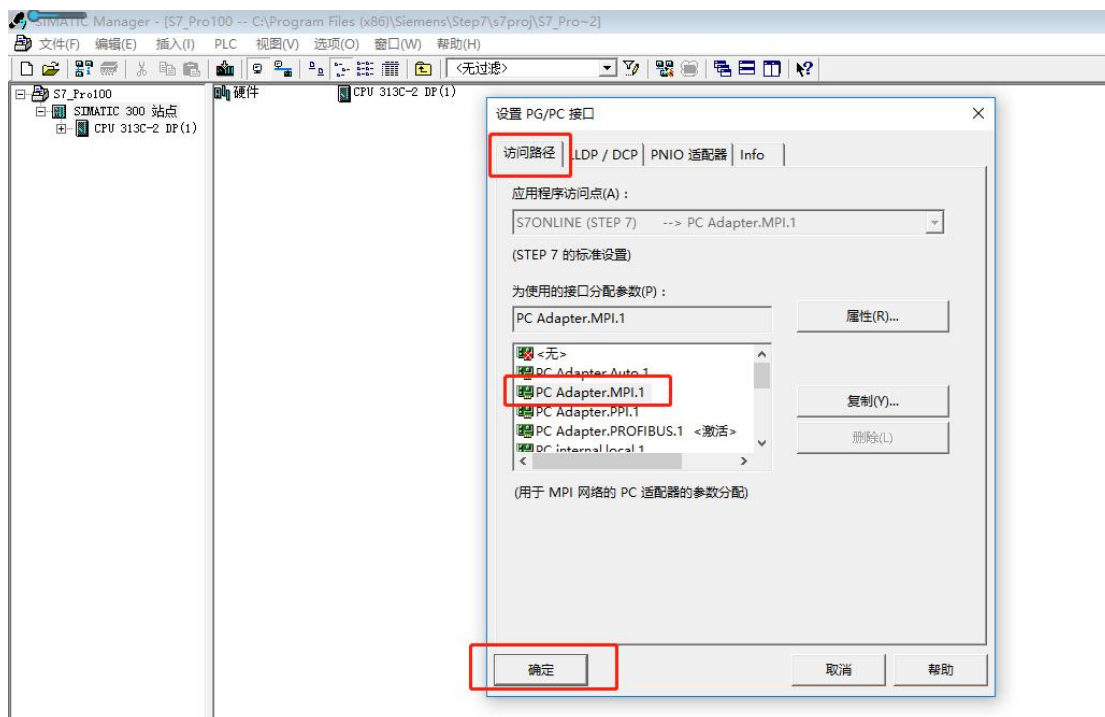 SIMATIC Manager - [S7_Pro100 -- C:\Program Files (x86)\Siemens\Step7\s7proj\S7_Pro~2]
文件(F) 编辑(E) 插入(I) PLC 视图(V) 选项(O) 窗口(W) 帮助(H)
<无过滤>
S7_Pro100
SIMATIC 300 站点
CPU 313C-2 DP(1)
硬件
CPU 313C-2 DP(1)
设置 PG/PC 接口
访问路径 LLDP / DCP PNIO 适配器 Info
应用程序访问点(A)：
S7ONLINE (STEP 7) --> PC Adapter.MPI.1
(STEP 7 的标准设置)
为使用的接口分配参数(P)：
PC Adapter.MPI.1
属性(R)...
<无>
PC Adapter.Auto.1
PC Adapter.MPI.1
PC Adapter.PPI.1
PC Adapter.PROFIBUS.1 <激活>
PC internal local 1
复制(Y)...
删除(L)
(用于 MPI 网络的 PC 适配器的参数分配)
确定 取消 帮助